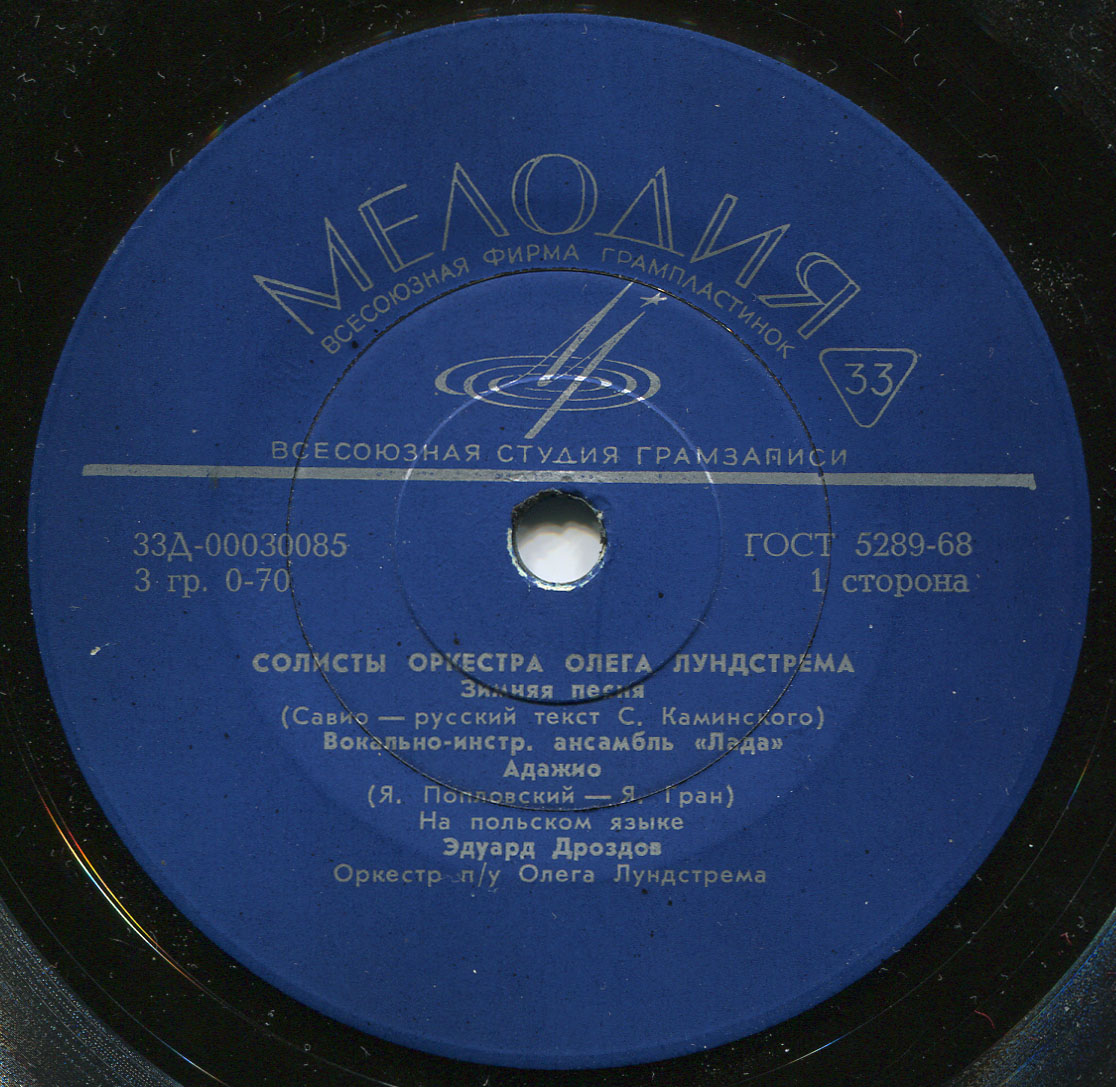 МЕЛОДИЯ
ВСЕСОЮЗНАЯ ФИРМА ГРАМПЛАСТИНОК
33
ВСЕСОЮЗНАЯ СТУДИЯ ГРАМЗАПИСИ
33Д-00030085
3 гр. 0-70
ГОСТ 5289-68
1 сторона
СОЛИСТЫ ОРКЕСТРА ОЛЕГА ЛУНДСТРЕМА
Зимняя песня
(Савио — русский текст С. Каминского)
Вокально-инстр. ансамбль «Лада»
Адажио
(Я. Попловский — Я. Гран)
На польском языке
Эдуард Дроздов
Оркестр п/у Олега Лундстрема